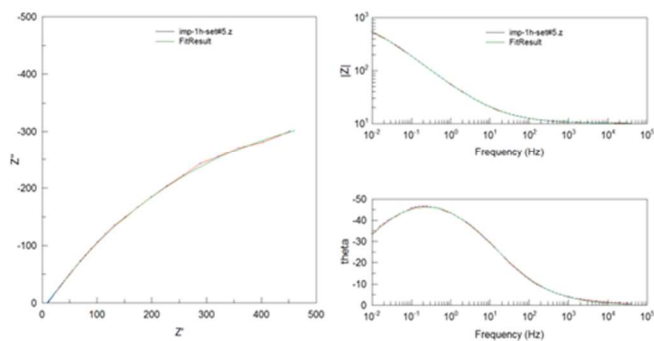 -500
-400
-300
-200
-100
0
Z''
imp-1h-set#5.z
FitResult
0 100 200 300 400 500
Z'
10³
10²
10¹
|Z|
imp-1h-set#5.z
FitResult
10⁻² 10⁻¹ 10⁰ 10¹ 10² 10³ 10⁴ 10⁵
Frequency (Hz)
-50
-40
-30
-20
-10
0
theta
10⁻² 10⁻¹ 10⁰ 10¹ 10² 10³ 10⁴ 10⁵
Frequency (Hz)